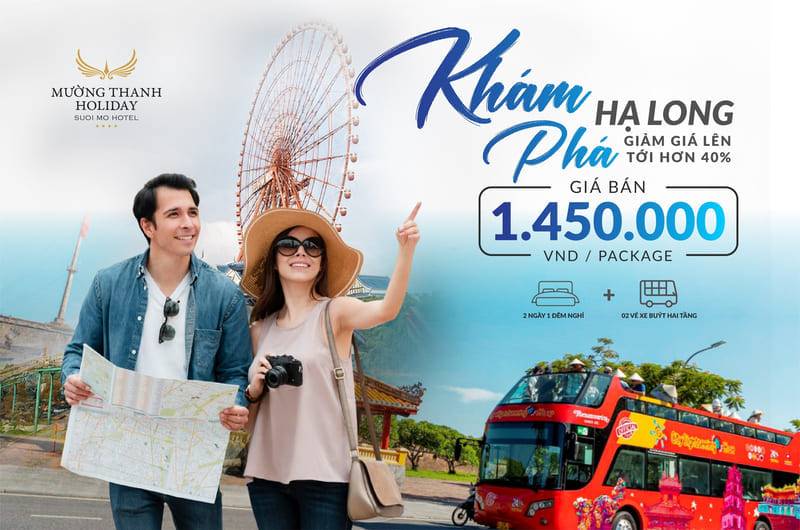 MƯỜNG THANH
HOLIDAY
SUOI MO HOTEL
Khám
Phá
HẠ LONG
GIẢM GIÁ LÊN
TỚI HƠN 40%
GIÁ BÁN
1.450.000
VND / PACKAGE
+
2 NGÀY 1 ĐÊM NGHỈ
02 VÉ XE BUÝT HAI TẦNG